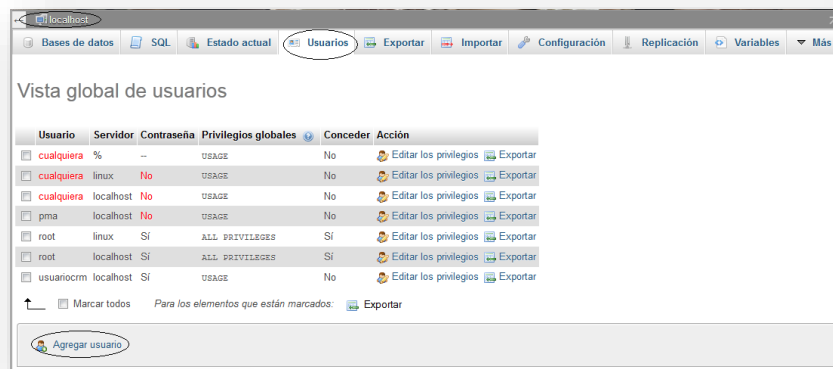 localhost
Bases de datos SQL Estado actual Usuarios Exportar Importar Configuración Replicación Variables Más
Vista global de usuarios
Usuario Servidor Contraseña Privilegios globales Conceder Acción
cualquiera % -- USAGE No Editar los privilegios Exportar
cualquiera linux No USAGE No Editar los privilegios Exportar
cualquiera localhost No USAGE No Editar los privilegios Exportar
pma localhost No USAGE No Editar los privilegios Exportar
root linux Sí ALL PRIVILEGES Sí Editar los privilegios Exportar
root localhost Sí ALL PRIVILEGES Sí Editar los privilegios Exportar
usuariocrm localhost Sí USAGE No Editar los privilegios Exportar
Marcar todos Para los elementos que están marcados: Exportar
Agregar usuario